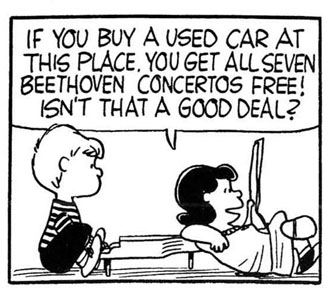 IF YOU BUY A USED CAR AT
THIS PLACE, YOU GET ALL SEVEN
BEETHOVEN CONCERTOS FREE!
ISN'T THAT A GOOD DEAL?